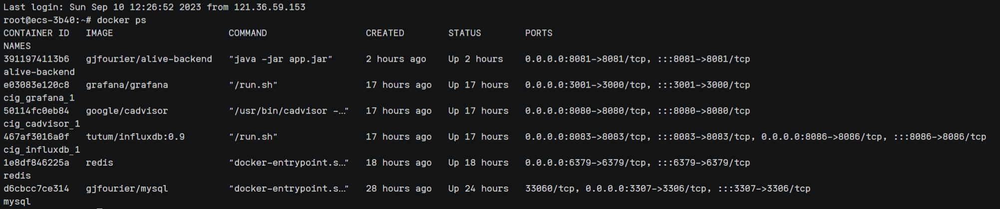 Last login: Sun Sep 10 12:26:52 2023 from 121.36.59.153
root@ecs-3b40:~# docker ps
CONTAINER ID   IMAGE                     COMMAND                  CREATED        STATUS        PORTS
NAMES
3911974113b6   gjfourier/alive-backend   "java -jar app.jar"      2 hours ago    Up 2 hours    0.0.0.0:8081->8081/tcp, :::8081->8081/tcp
alive-backend
e03083e120c8   grafana/grafana           "/run.sh"                17 hours ago   Up 17 hours   0.0.0.0:3001->3000/tcp, :::3001->3000/tcp
cig_grafana_1
50114fc0eb84   google/cadvisor           "/usr/bin/cadvisor -…"   17 hours ago   Up 17 hours   0.0.0.0:8080->8080/tcp, :::8080->8080/tcp
cig_cadvisor_1
467af3016a0f   tutum/influxdb:0.9        "/run.sh"                17 hours ago   Up 17 hours   0.0.0.0:8083->8083/tcp, :::8083->8083/tcp, 0.0.0.0:8086->8086/tcp, :::8086->8086/tcp
cig_influxdb_1
1e8df846225a   redis                     "docker-entrypoint.s…"   18 hours ago   Up 18 hours   0.0.0.0:6379->6379/tcp, :::6379->6379/tcp
redis
d6cbcc7ce314   gjfourier/mysql           "docker-entrypoint.s…"   28 hours ago   Up 24 hours   33060/tcp, 0.0.0.0:3307->3306/tcp, :::3307->3306/tcp
mysql